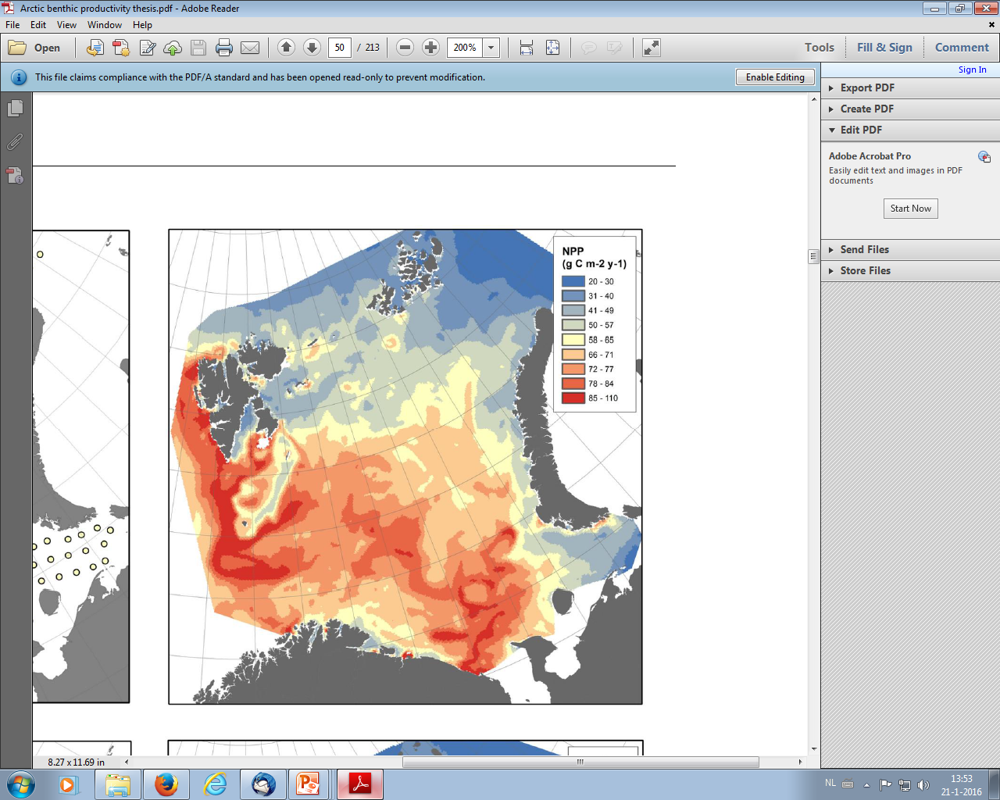 Arctic benthic productivity thesis.pdf - Adobe Reader
File Edit View Window Help
Open 50 / 213 200% Tools Fill & Sign Comment
This file claims compliance with the PDF/A standard and has been opened read-only to prevent modification. Enable Editing
Sign In
Export PDF
Create PDF
Edit PDF
Adobe Acrobat Pro
Easily edit text and images in PDF
documents
Start Now
Send Files
Store Files
NPP
(g C m-2 y-1)
20 - 30
31 - 40
41 - 49
50 - 57
58 - 65
66 - 71
72 - 77
78 - 84
85 - 110
8.27 x 11.69 in
NL
13:53
21-1-2016